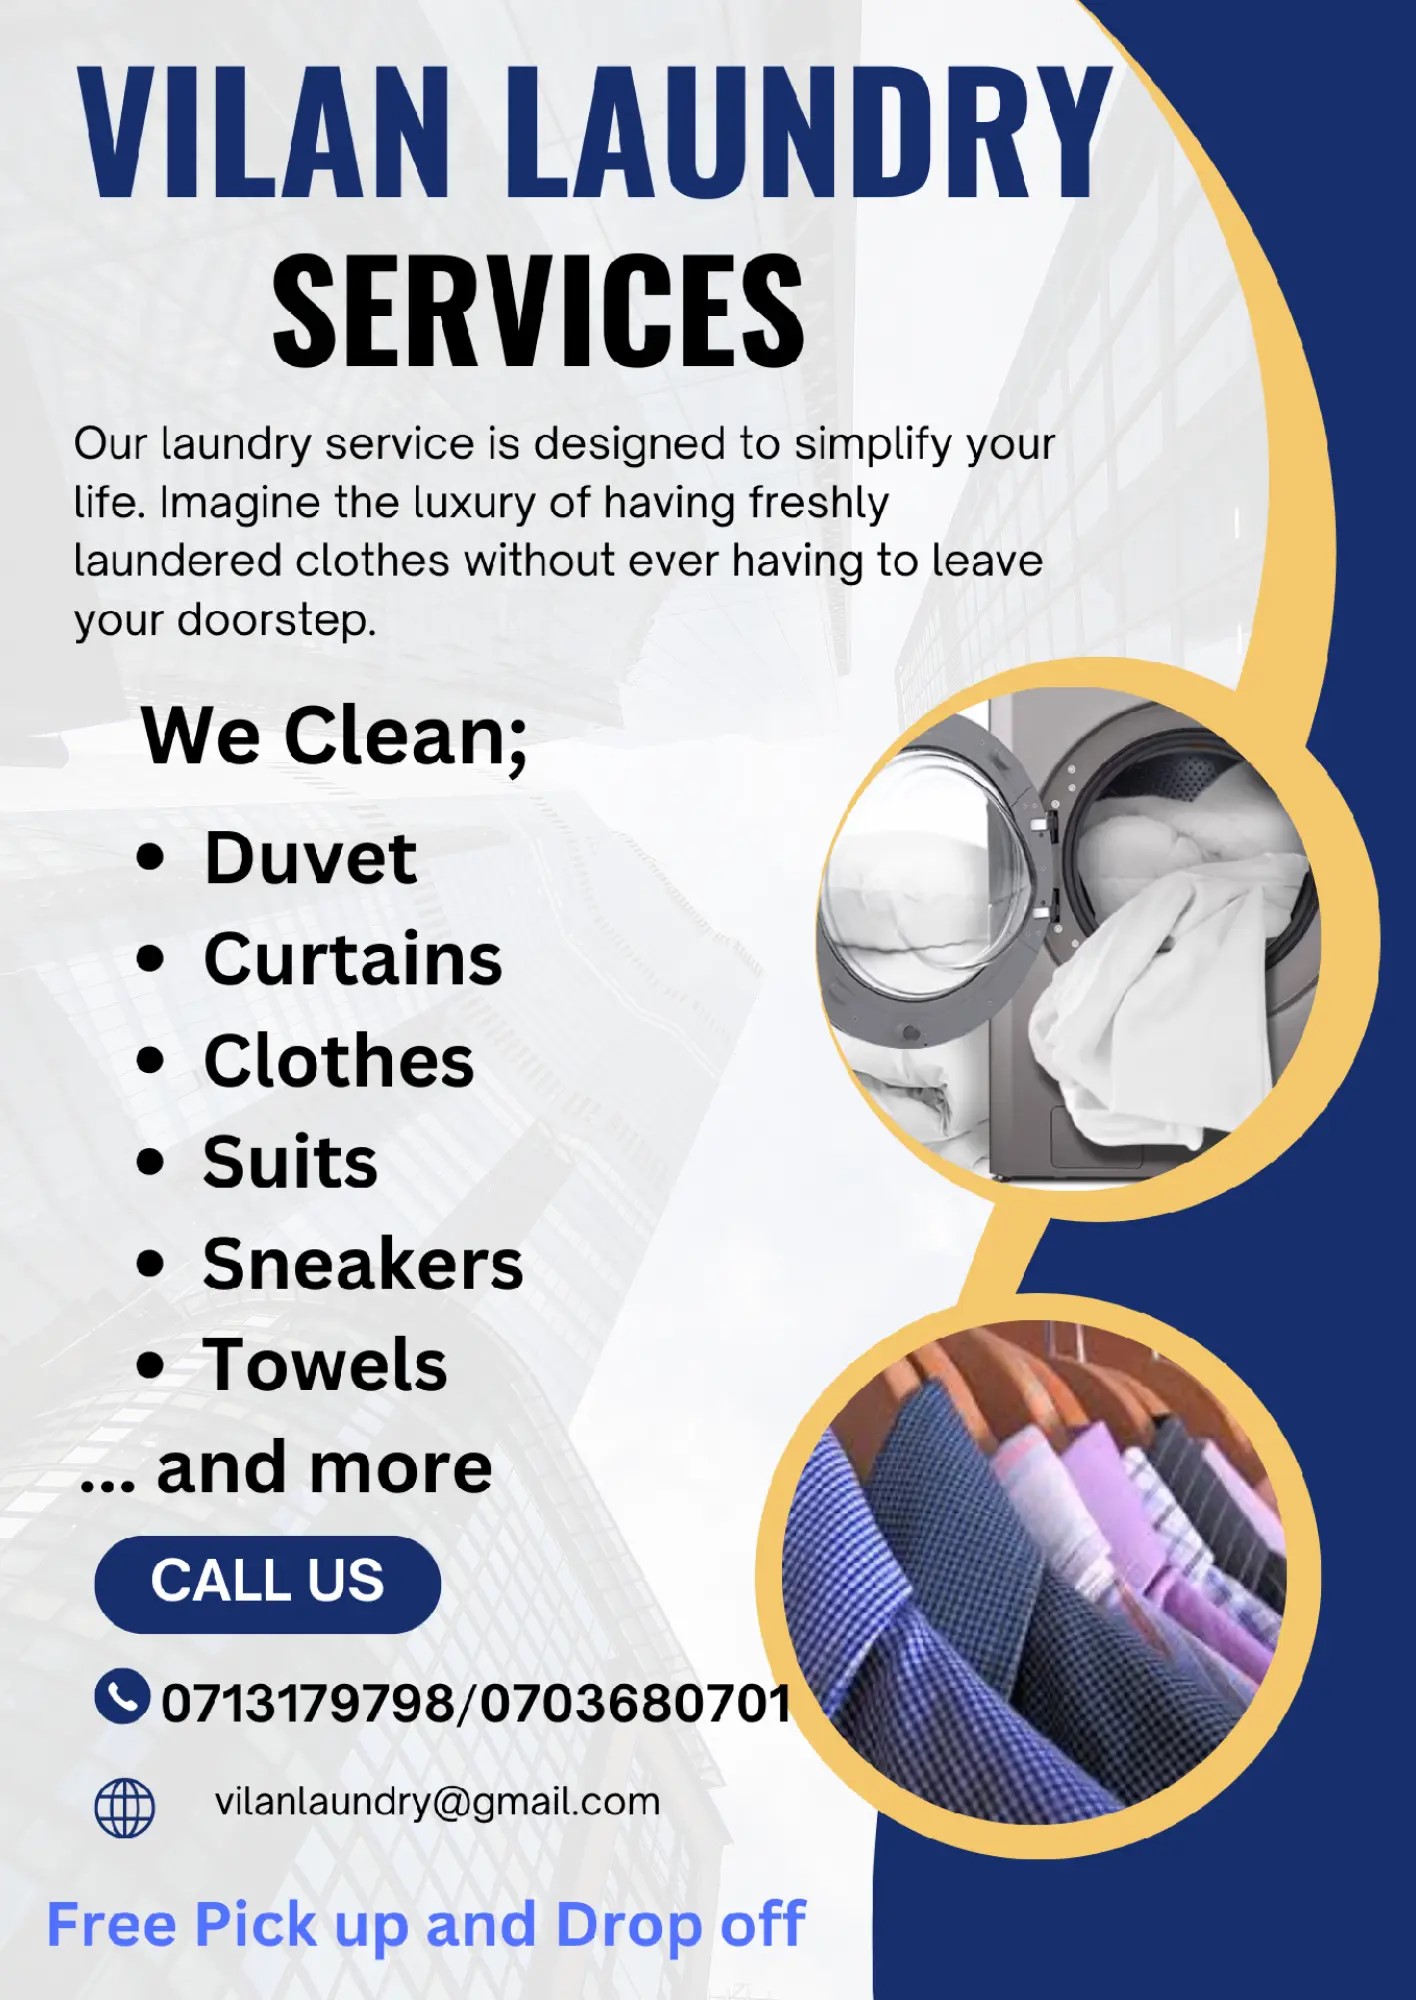 VILAN LAUNDRY
SERVICES
Our laundry service is designed to simplify your
life. Imagine the luxury of having freshly
laundered clothes without ever having to leave
your doorstep.
We Clean;
• Duvet
• Curtains
• Clothes
• Suits
• Sneakers
• Towels
... and more
CALL US
0713179798/0703680701
vilanlaundry@gmail.com
Free Pick up and Drop off